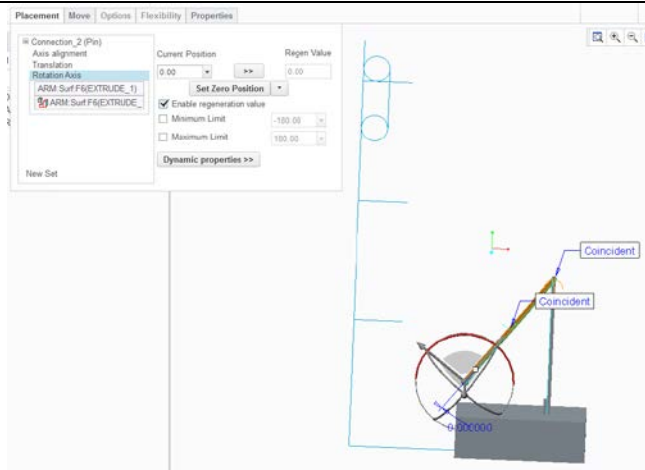 Placement Move Options Flexibility Properties
Connection_2 (Pin)
Axis alignment
Translation
Rotation Axis
ARM:Surf:F6(EXTRUDE_1)
ARM:Surf:F6(EXTRUDE_
New Set
Current Position Regen Value
0.00 >> 0.00
Set Zero Position
Enable regeneration value
Minimum Limit -180.00
Maximum Limit 180.00
Dynamic properties >>
Coincident
Coincident
0.000000